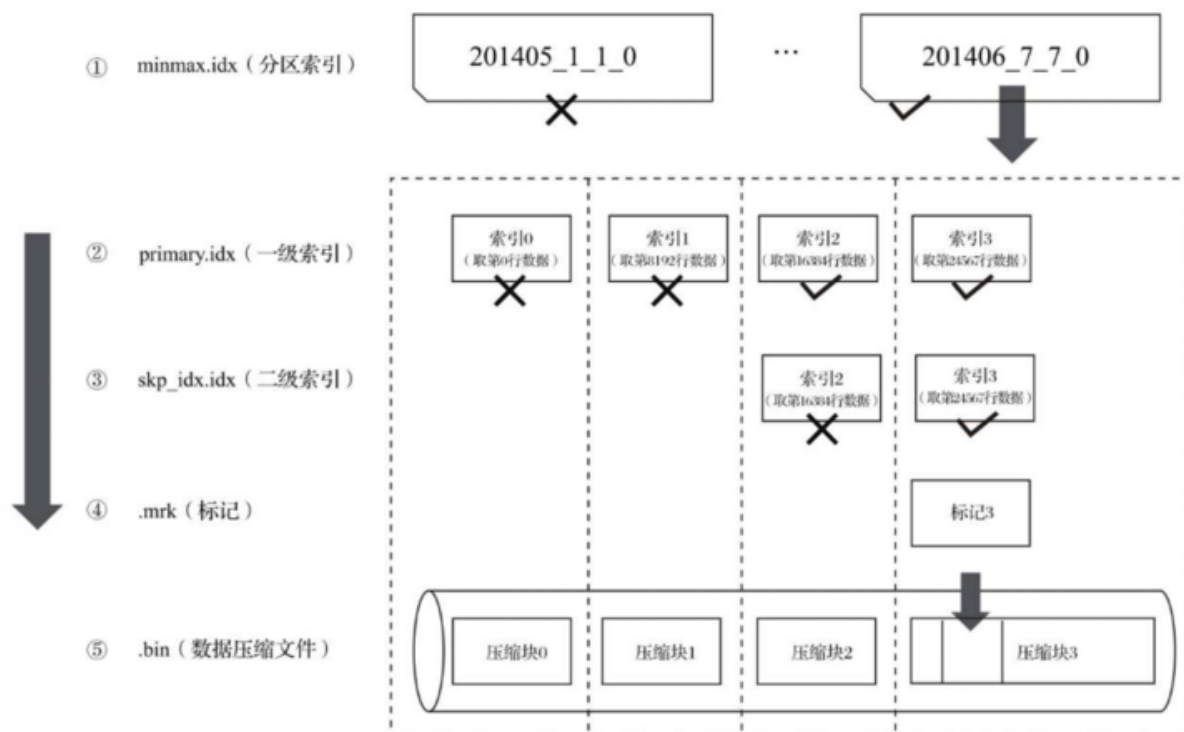 ① minmax.idx（分区索引）
201405_1_1_0
...
201406_7_7_0
② primary.idx（一级索引）
索引0
（取第0行数据）
索引1
（取第8192行数据）
索引2
（取第16384行数据）
索引3
（取第24567行数据）
③ skp_idx.idx（二级索引）
索引2
（取第16384行数据）
索引3
（取第24567行数据）
④ .mrk（标记）
标记3
⑤ .bin（数据压缩文件）
压缩块0
压缩块1
压缩块2
压缩块3